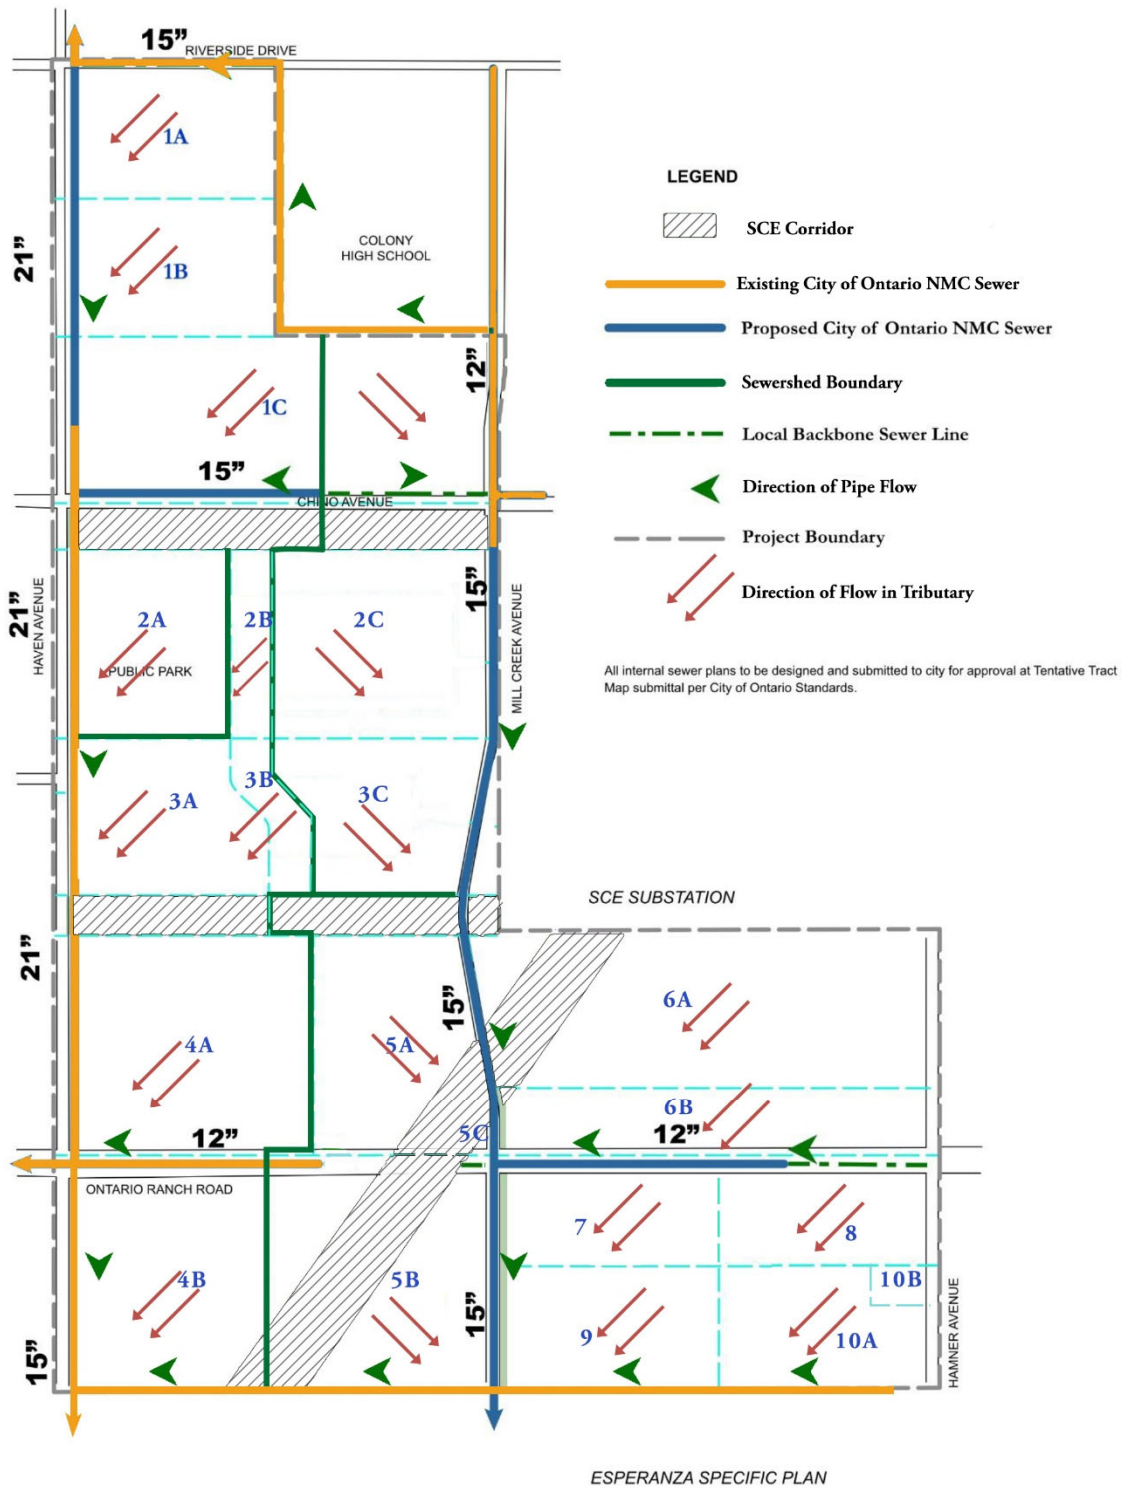 15”
RIVERSIDE DRIVE
1A
LEGEND
SCE Corridor
21”
1B
COLONY
HIGH SCHOOL
Existing City of Ontario NMC Sewer
Proposed City of Ontario NMC Sewer
12”
Sewershed Boundary
1C
Local Backbone Sewer Line
15”
CHINO AVENUE
Direction of Pipe Flow
Project Boundary
15”
21”
HAVEN AVENUE
2A
2B
2C
Direction of Flow in Tributary
MILL CREEK AVENUE
PUBLIC PARK
All internal sewer plans to be designed and submitted to city for approval at Tentative Tract
Map submittal per City of Ontario Standards.
3A
3B
3C
SCE SUBSTATION
21”
15”
6A
4A
5A
6B
12”
5C
12”
ONTARIO RANCH ROAD
7
8
4B
5B
10B
15”
15”
9
10A
HAMNER AVENUE
ESPERANZA SPECIFIC PLAN